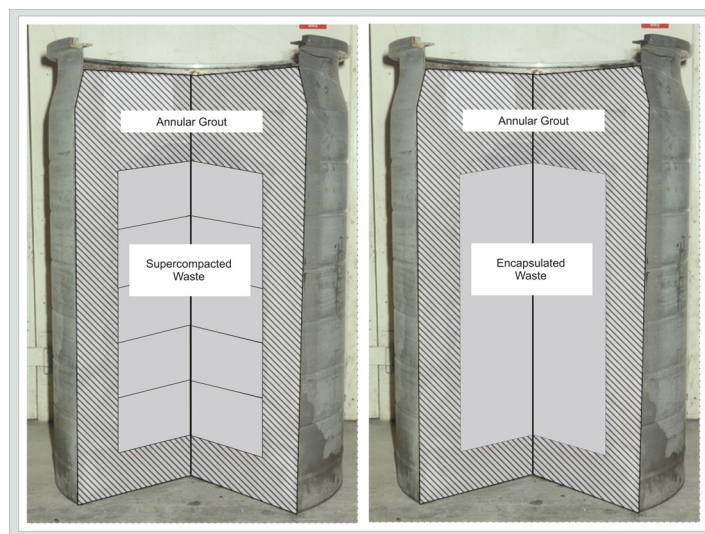 Annular Grout
Supercompacted
Waste
Annular Grout
Encapsulated
Waste